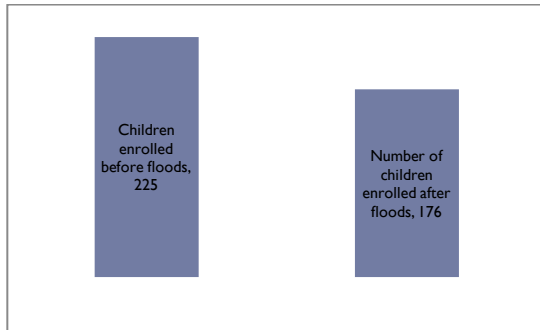 Children
enrolled
before floods,
225
Number of
children
enrolled after
floods, 176